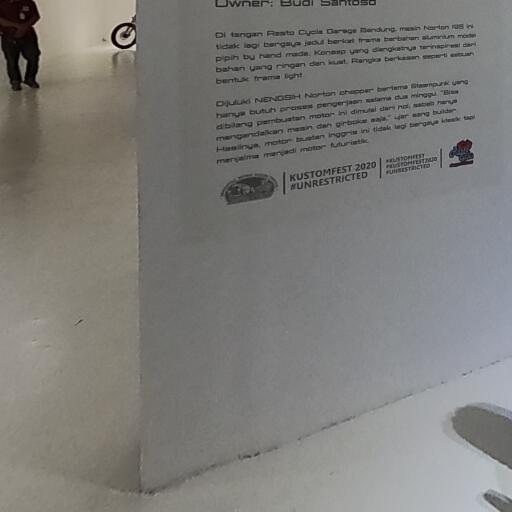 Owner: Budi Santoso
Di tangan Resto Cycle Garage Bandung, mesin Norton ini
tidak lagi bergaya jadul berkat frame berbahan aluminium model
pipih by hand made. Konsep yang diangkatnya terinspirasi dari
bahan yang ringan dan kuat. Rangka berkesan seperti sebuah
bentuk frame light.
Dijuluki NENGSIH Norton chopper bertema Steampunk yang
hanya butuh proses pengerjaan selama dua minggu. "Bisa
dibilang pembuatan motor ini dimulai dari nol, sebab hanya
mengandalkan mesin dan girboks saja," ujar sang builder.
Hasilnya, motor buatan Inggris ini tidak lagi bergaya klasik tapi
menjelma menjadi motor futuristik.
KUSTOMFEST 2020
#UNRESTRICTED
#KUSTOMFEST
#KUSTOMFEST2020
#UNRESTRICTED